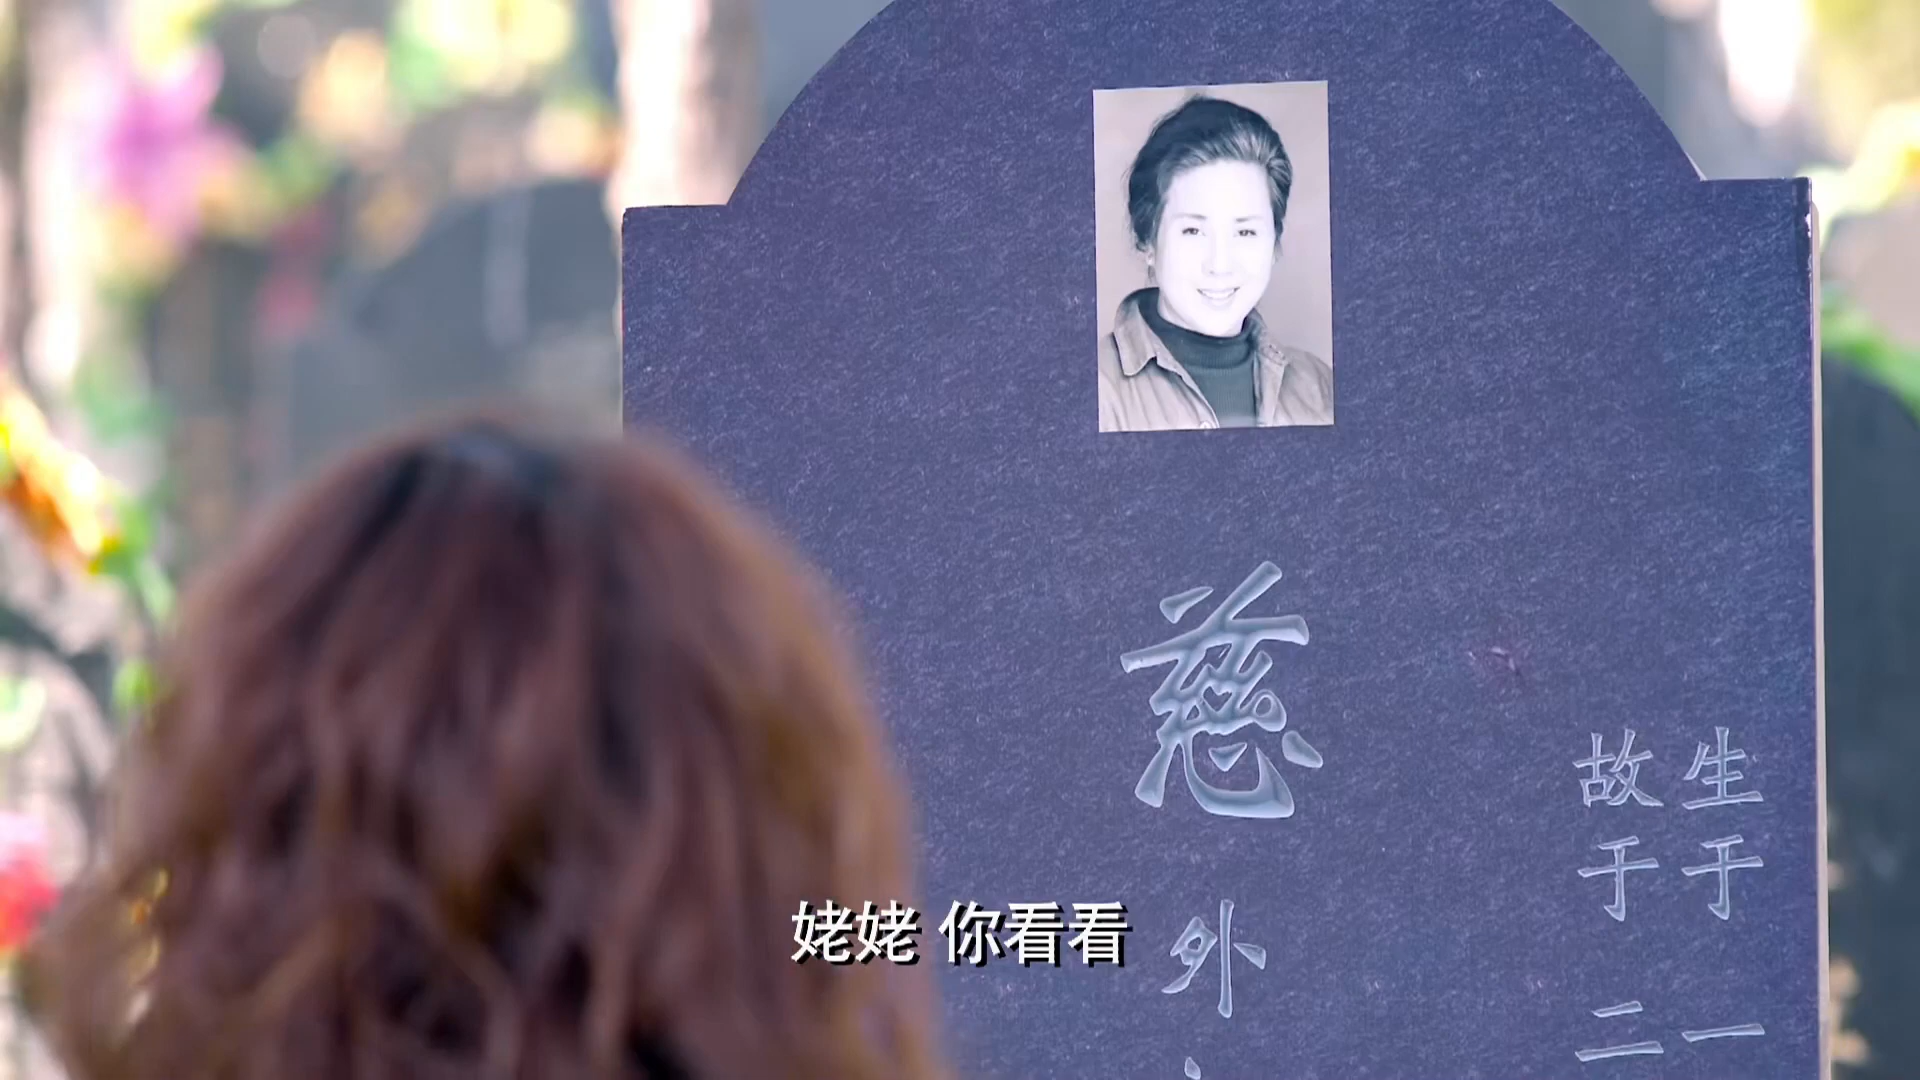 慈
外
生于 一
故于 二
姥姥 你看看